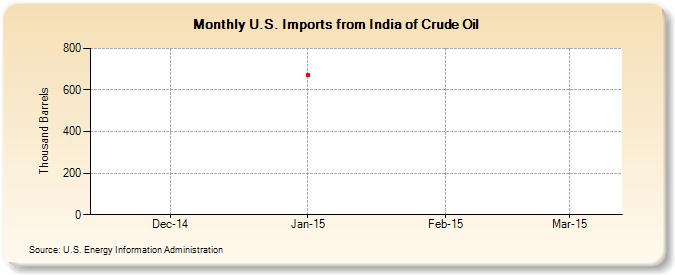 Monthly U.S. Imports from India of Crude Oil
Thousand Barrels
800
600
400
200
0
Dec-14 Jan-15 Feb-15 Mar-15
Source: U.S. Energy Information Administration